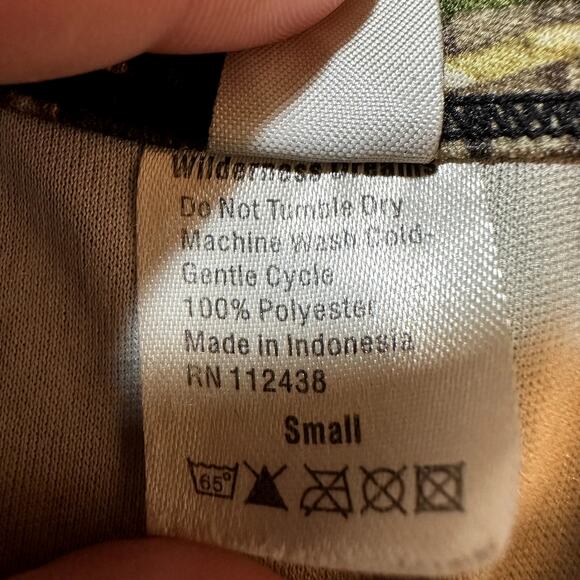 Wilderness Dreams
Do Not Tumble Dry
Machine Wash Cold-
Gentle Cycle
100% Polyester
Made in Indonesia
RN 112438
Small
65°